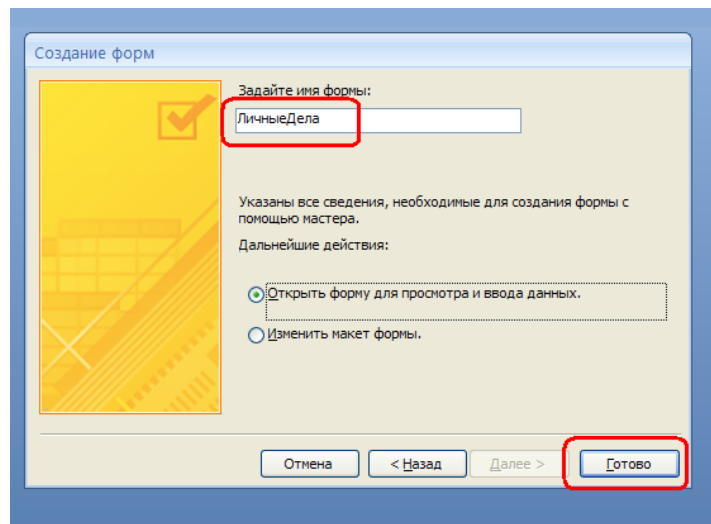 Создание форм
Задайте имя формы:
ЛичныеДела
Указаны все сведения, необходимые для создания формы с
помощью мастера.
Дальнейшие действия:
Открыть форму для просмотра и ввода данных.
Изменить макет формы.
Отмена
< Назад
Далее >
Готово